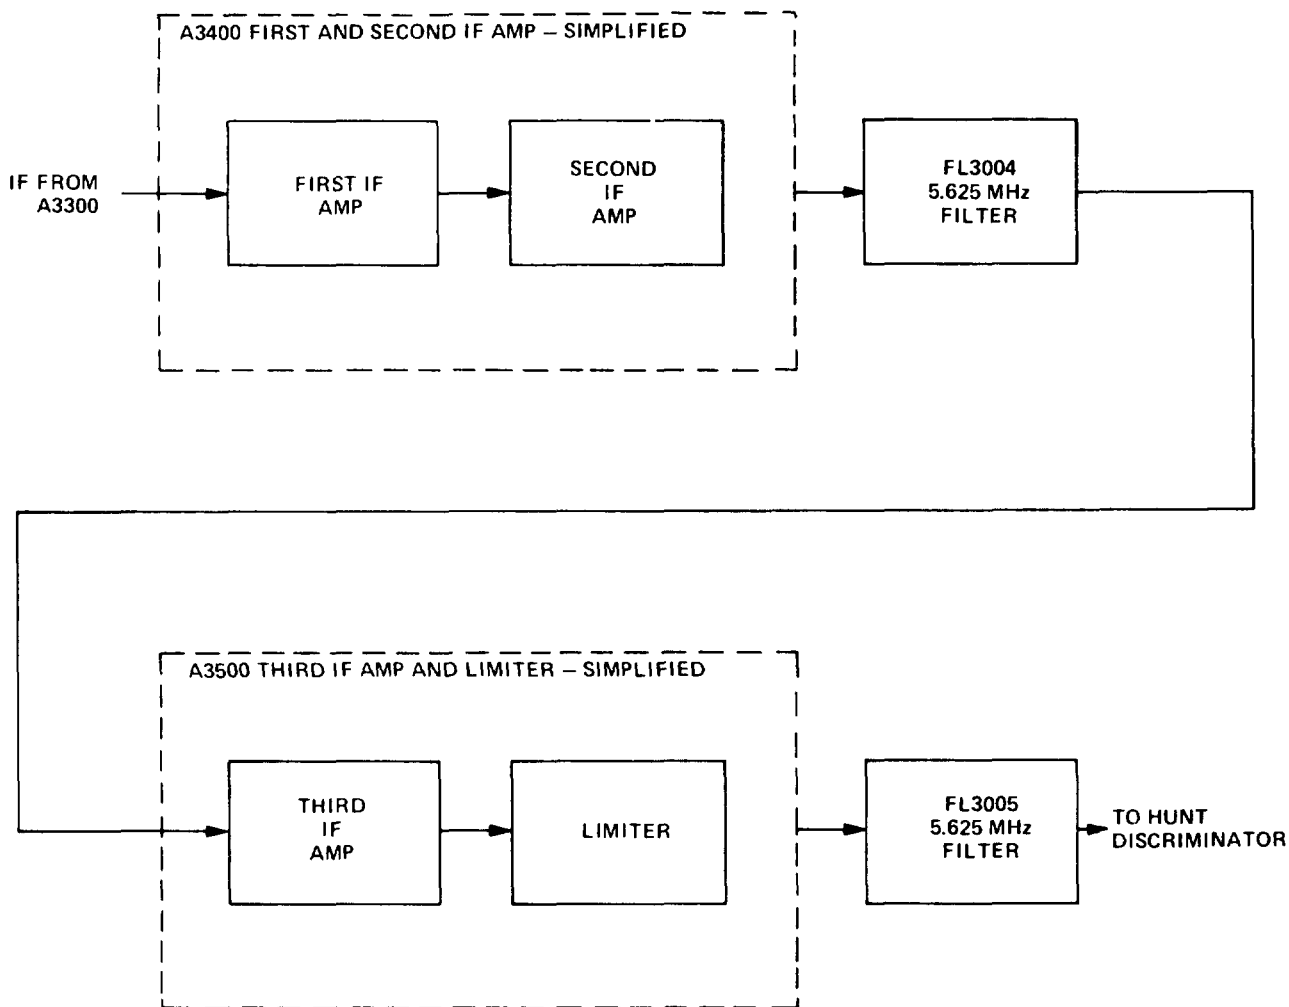 A3400 FIRST AND SECOND IF AMP – SIMPLIFIED
IF FROM
A3300
FIRST IF
AMP
SECOND
IF
AMP
FL3004
5.625 MHz
FILTER
A3500 THIRD IF AMP AND LIMITER – SIMPLIFIED
THIRD
IF
AMP
LIMITER
FL3005
5.625 MHz
FILTER
TO HUNT
DISCRIMINATOR